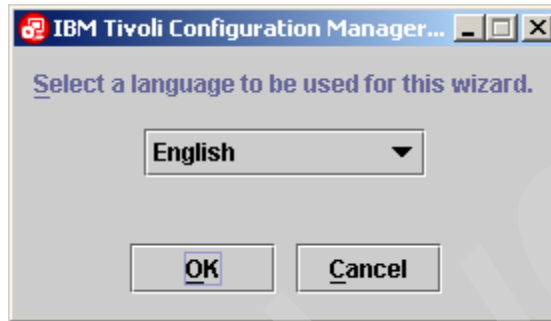 IBM Tivoli Configuration Manager...
Select a language to be used for this wizard.
English
OK
Cancel